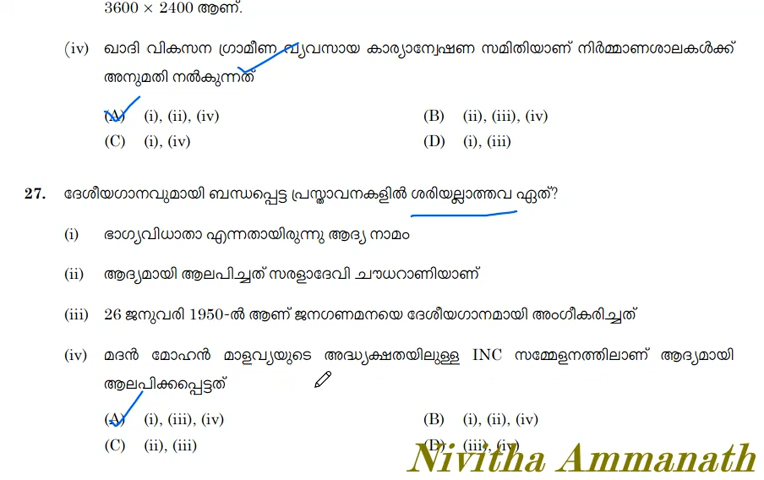 3600 × 2400 ആണ്.
(iv) ഖാദി വികസന ഗ്രാമീണ വ്യവസായ കാര്യാന്വേഷണ സമിതിയാണ് നിർമ്മാണശാലകൾക്ക്
അനുമതി നൽകുന്നത്
(A) (i), (ii), (iv) (B) (ii), (iii), (iv)
(C) (i), (iv) (D) (i), (iii)
27. ദേശീയഗാനവുമായി ബന്ധപ്പെട്ട പ്രസ്താവനകളിൽ ശരിയല്ലാത്തവ ഏത്?
(i) ഭാഗ്യവിധാതാ എന്നതായിരുന്നു ആദ്യ നാമം
(ii) ആദ്യമായി ആലപിച്ചത് സരളാദേവി ചൗധറാണിയാണ്
(iii) 26 ജനുവരി 1950-ൽ ആണ് ജനഗണമനയെ ദേശീയഗാനമായി അംഗീകരിച്ചത്
(iv) മദൻ മോഹൻ മാളവ്യയുടെ അദ്ധ്യക്ഷതയിലുള്ള INC സമ്മേളനത്തിലാണ് ആദ്യമായി
ആലപിക്കപ്പെട്ടത്
(A) (i), (iii), (iv) (B) (i), (ii), (iv)
(C) (ii), (iii) (D) (iii), (iv)
Nivitha Ammanath